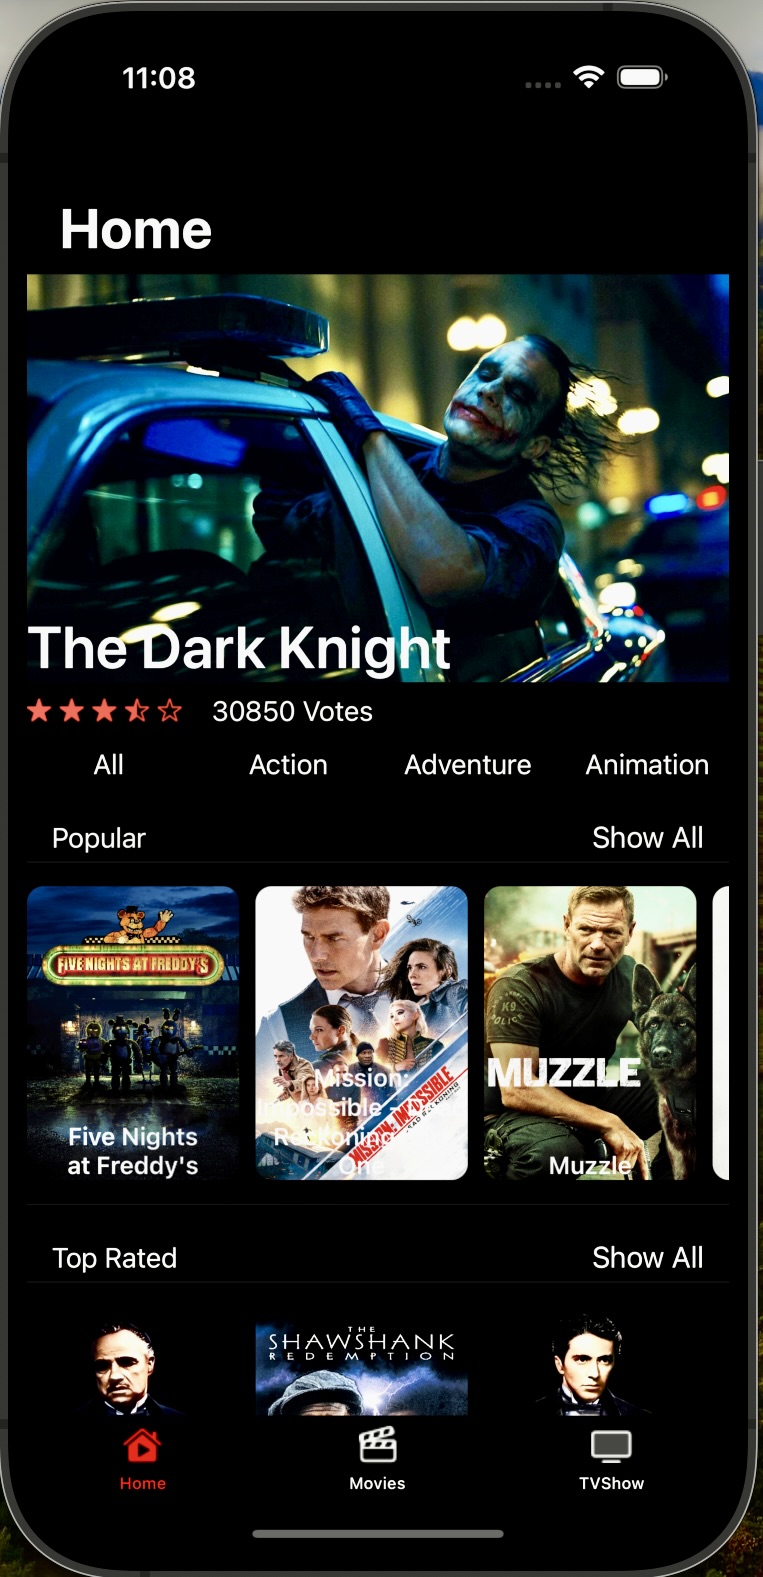 11:08
Home
The Dark Knight
30850 Votes
All
Action
Adventure
Animation
Popular
Show All
FIVE NIGHTS AT FREDDY'S
Five Nights
at Freddy's
MISSION: IMPOSSIBLE
DEAD RECKONING
Mission:
Impossible -
Reckoning
One
K9
POLICE
MUZZLE
Muzzle
Top Rated
Show All
THE
SHAWSHANK
REDEMPTION
Home
Movies
TVShow